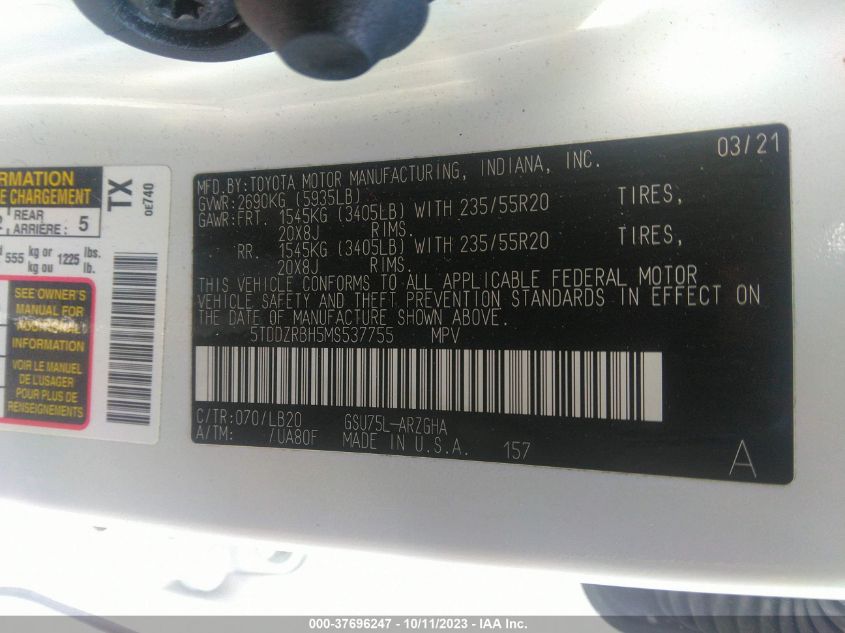 MFD.BY:TOYOTA MOTOR MANUFACTURING, INDIANA, INC. 03/21
GVWR:2690KG (5935LB)
GAWR:FRT. 1545KG (3405LB) WITH 235/55R20 TIRES,
20X8J RIMS.
RR. 1545KG (3405LB) WITH 235/55R20 TIRES,
20X8J RIMS.
THIS VEHICLE CONFORMS TO ALL APPLICABLE FEDERAL MOTOR
VEHICLE SAFETY AND THEFT PREVENTION STANDARDS IN EFFECT ON
THE DATE OF MANUFACTURE SHOWN ABOVE.
5TDDZRBH5MS537755 MPV
C/TR:070/LB20 GSU75L-ARZGHA
A/TM: /UA80F MADE IN U.S.A. 157
A
CHARGEMENT
REAR
ARRIÈRE: 5
555 kg or 1225 lbs.
kg ou lb.
SEE OWNER'S
MANUAL FOR
ADDITIONAL
INFORMATION
VOIR LE MANUEL
DE L'USAGER
POUR PLUS DE
RENSEIGNEMENTS
TX
0E740
000-37696247 - 10/11/2023 - IAA Inc.